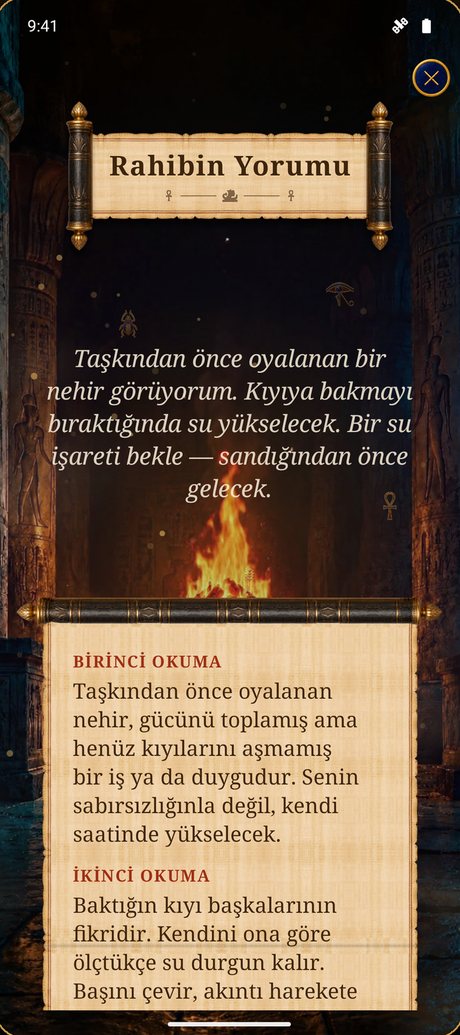 9:41
Rahibin Yorumu
Taşkından önce oyalanan bir
nehir görüyorum. Kıyıya bakmayı
bıraktığında su yükselecek. Bir su
işareti bekle — sandığından önce
gelecek.
BİRİNCİ OKUMA
Taşkından önce oyalanan
nehir, gücünü toplamış ama
henüz kıyılarını aşmamış
bir iş ya da duygudur. Senin
sabırsızlığınla değil, kendi
saatinde yükselecek.
İKİNCİ OKUMA
Baktığın kıyı başkalarının
fikridir. Kendini ona göre
ölçtükçe su durgun kalır.
Başını çevir, akıntı harekete